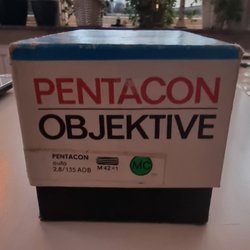 PENTACON
OBJEKTIVE
PENTACON
auto
2.8/135 AOB
M 42×1
MC